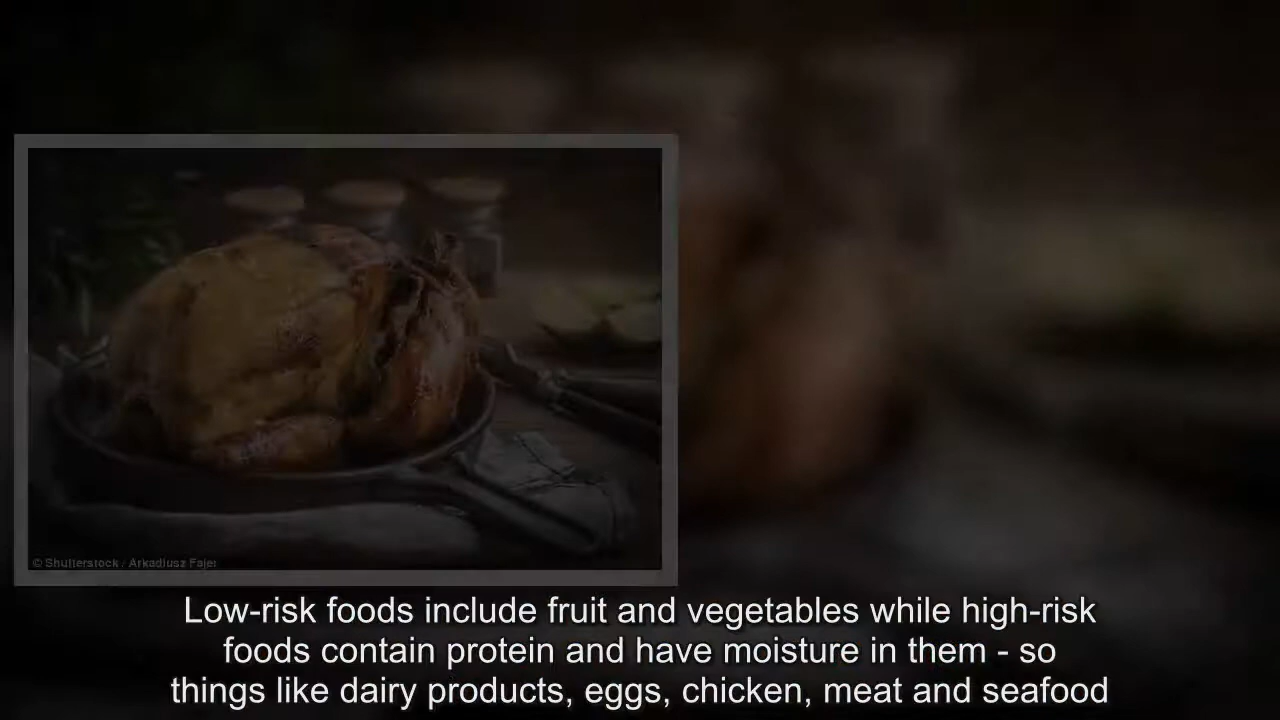 © Shutterstock / Arkadiusz Fajer
Low-risk foods include fruit and vegetables while high-risk
foods contain protein and have moisture in them - so
things like dairy products, eggs, chicken, meat and seafood